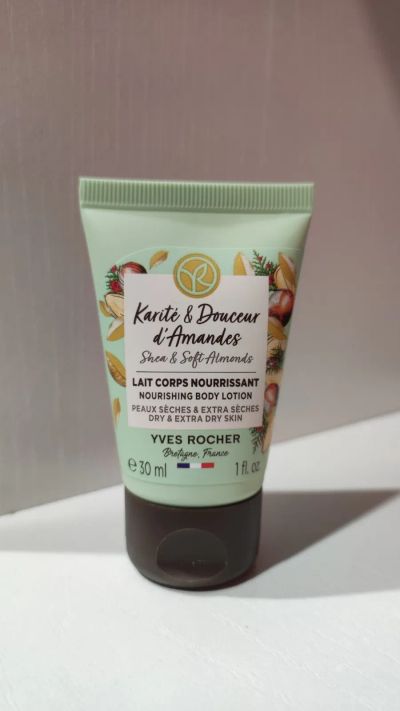 Karité & Douceur
d'Amandes
Shea & Soft Almonds
LAIT CORPS NOURRISSANT
NOURISHING BODY LOTION
PEAUX SÈCHES & EXTRA SÈCHES
DRY & EXTRA DRY SKIN
YVES ROCHER
Bretagne, France
℮ 30 ml 1 fl. oz